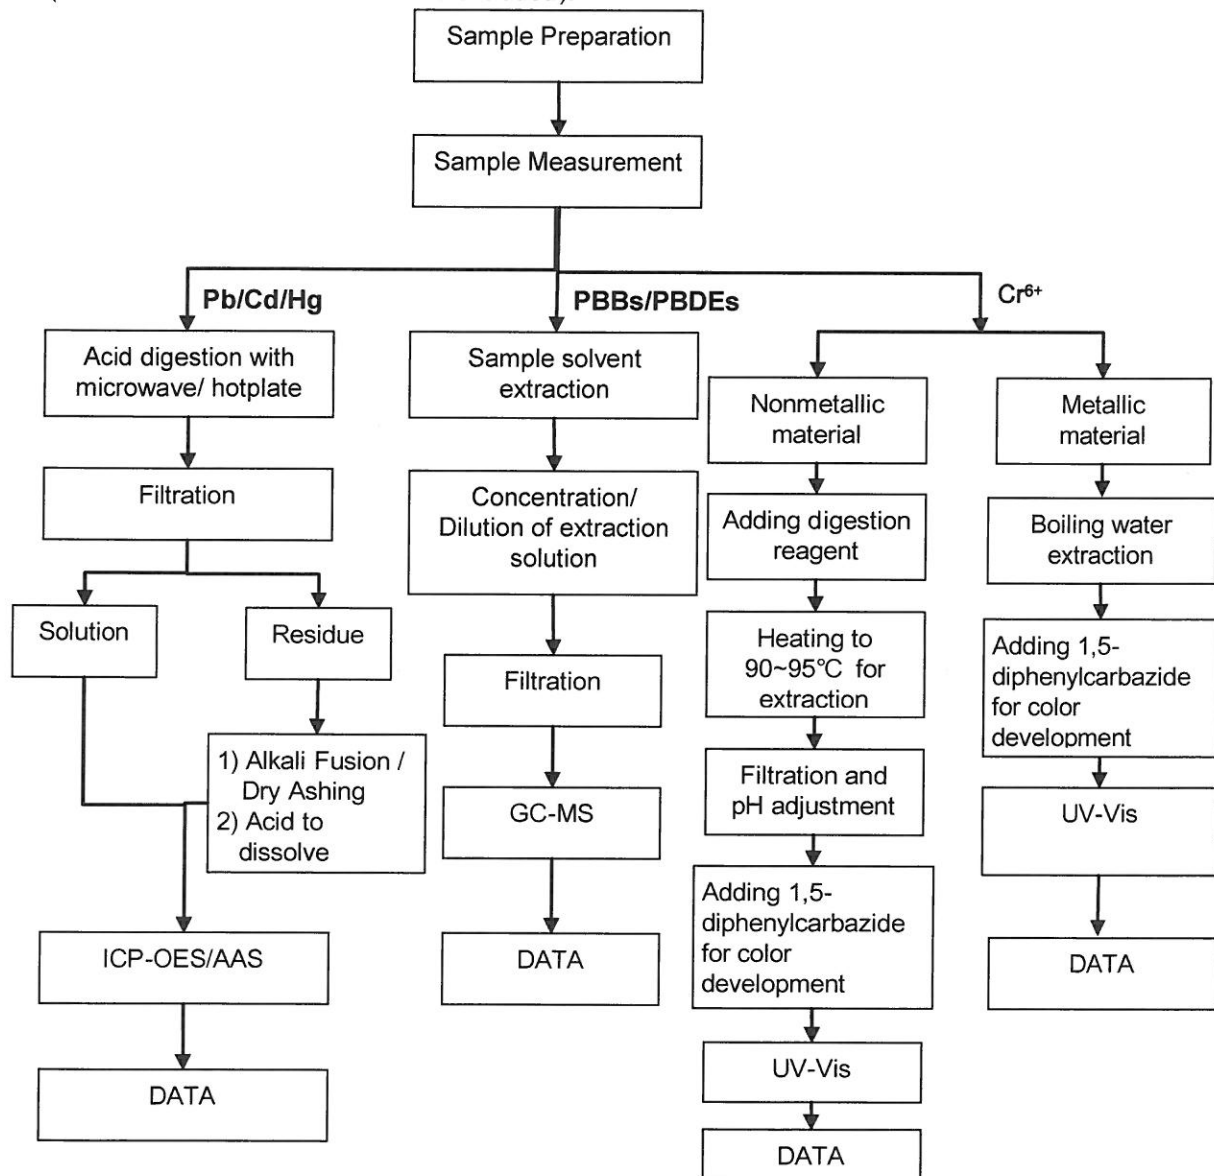 Sample Preparation
Sample Measurement
Pb/Cd/Hg
PBBs/PBDEs
Cr⁶⁺
Acid digestion with
microwave/ hotplate
Filtration
Solution
Residue
1) Alkali Fusion /
Dry Ashing
2) Acid to
dissolve
ICP-OES/AAS
DATA
Sample solvent
extraction
Concentration/
Dilution of extraction
solution
Filtration
GC-MS
DATA
Nonmetallic
material
Adding digestion
reagent
Heating to
90~95°C for
extraction
Filtration and
pH adjustment
Adding 1,5-
diphenylcarbazide
for color
development
UV-Vis
DATA
Metallic
material
Boiling water
extraction
Adding 1,5-
diphenylcarbazide
for color
development
UV-Vis
DATA